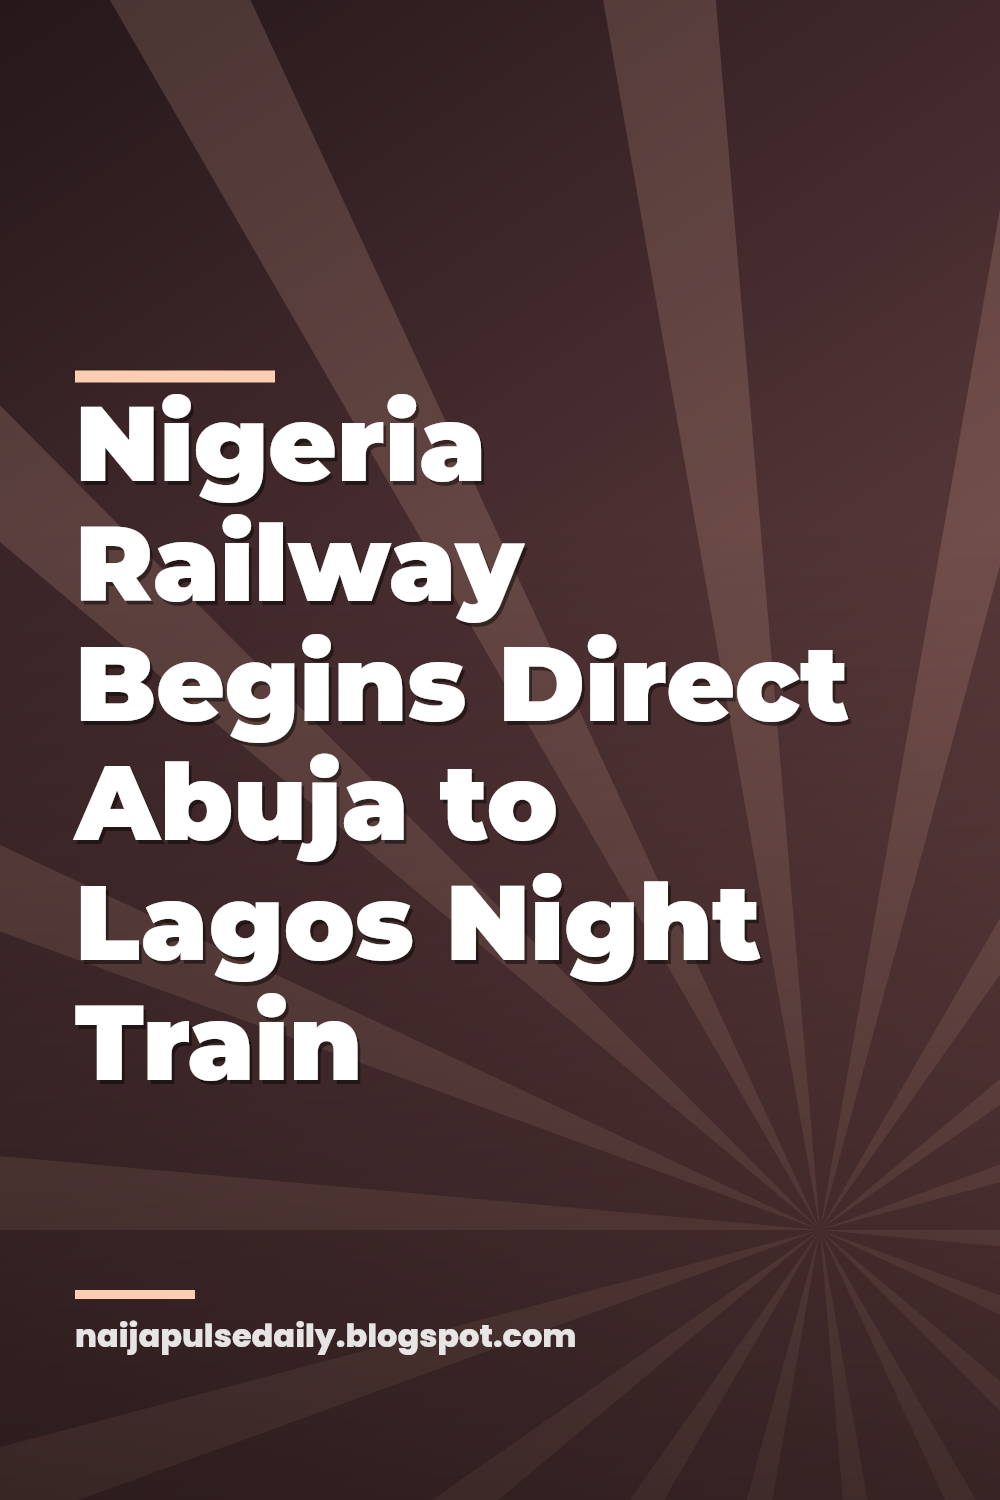 Nigeria
Railway
Begins Direct
Abuja to
Lagos Night
Train
naijapulsedaily.blogspot.com